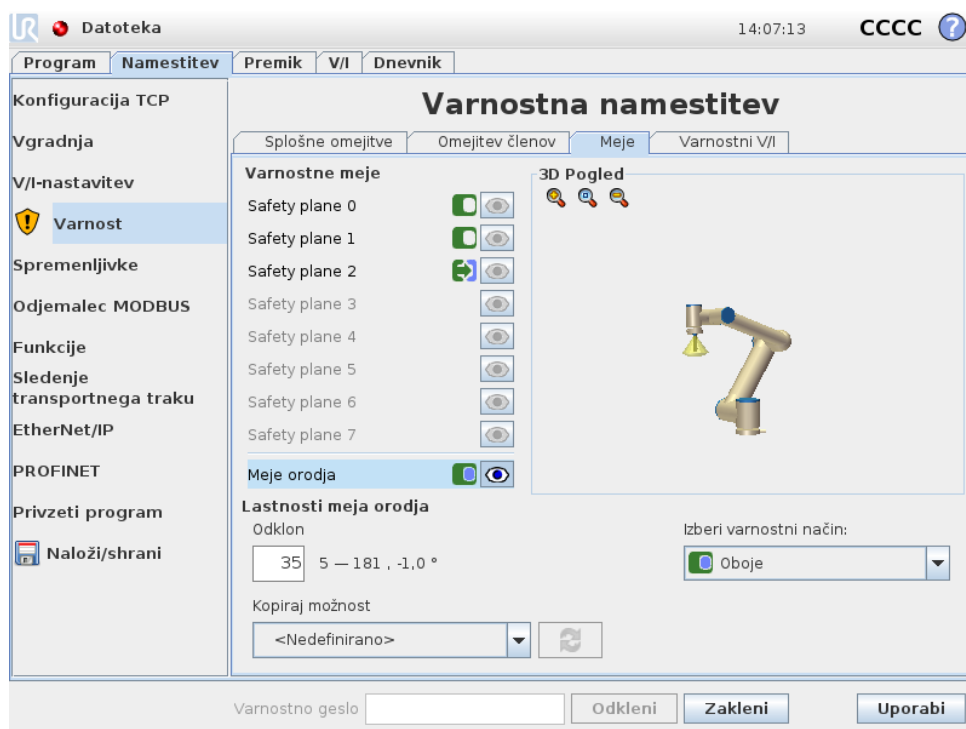 UR Datoteka 14:07:13 CCCC ?
Program Namestitev Premik V/I Dnevnik
Konfiguracija TCP
Vgradnja
V/I-nastavitev
Varnost
Spremenljivke
Odjemalec MODBUS
Funkcije
Sledenje
transportnega traku
EtherNet/IP
PROFINET
Privzeti program
Naloži/shrani
Varnostna namestitev
Splošne omejitve Omejitev členov Meje Varnostni V/I
Varnostne meje
Safety plane 0
Safety plane 1
Safety plane 2
Safety plane 3
Safety plane 4
Safety plane 5
Safety plane 6
Safety plane 7
Meje orodja
3D Pogled
Lastnosti meja orodja
Odklon
35 5 — 181 , -1,0 °
Izberi varnostni način:
Oboje
Kopiraj možnost
<Nedefinirano>
Varnostno geslo Odkleni Zakleni Uporabi